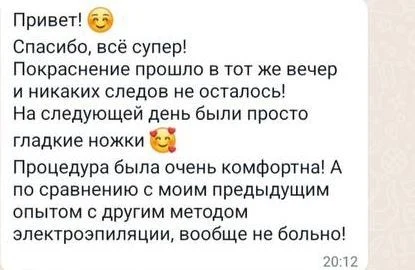 Привет! 😊
Спасибо, всё супер!
Покраснение прошло в тот же вечер
и никаких следов не осталось!
На следующей день были просто
гладкие ножки 🥰
Процедура была очень комфортна! А
по сравнению с моим предыдущим
опытом с другим методом
электроэпиляции, вообще не больно!
20:12